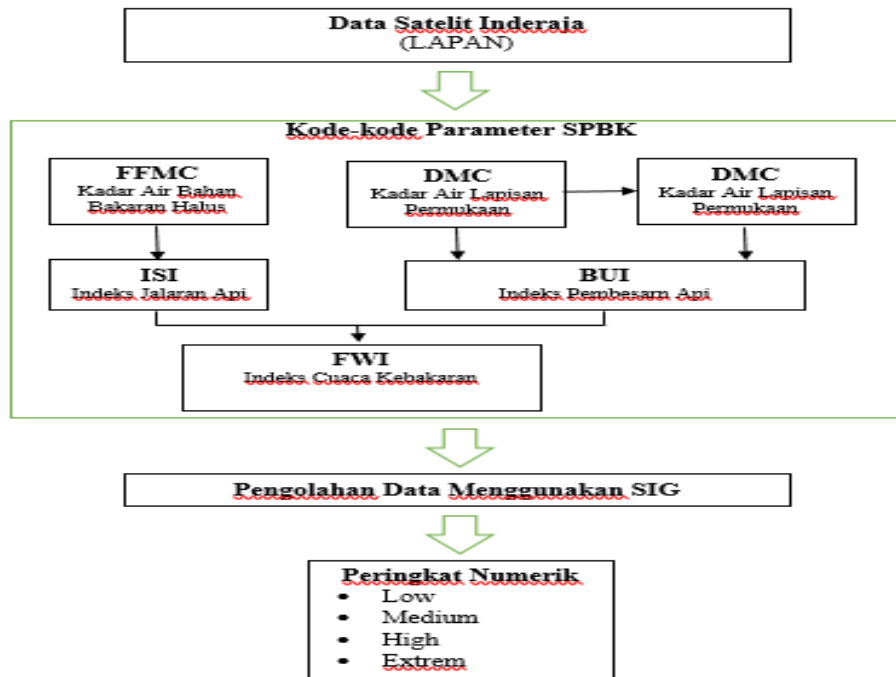 Data Satelit Inderaja
(LAPAN)
Kode-kode Parameter SPBK
FFMC
Kadar Air Bahan
Bakaran Halus
DMC
Kadar Air Lapisan
Permukaan
DMC
Kadar Air Lapisan
Permukaan
ISI
Indeks Jalaran Api
BUI
Indeks Pembesarn Api
FWI
Indeks Cuaca Kebakaran
Pengolahan Data Menggunakan SIG
Peringkat Numerik
• Low
• Medium
• High
• Extrem